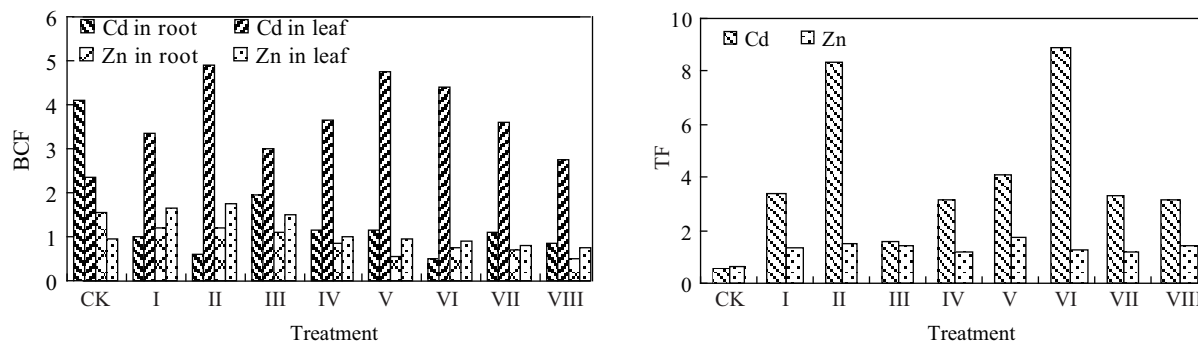 6
5
4
3
2
1
0
BCF
Cd in root
Cd in leaf
Zn in root
Zn in leaf
CK I II III IV V VI VII VIII
Treatment
10
8
6
4
2
0
TF
Cd
Zn
CK I II III IV V VI VII VIII
Treatment